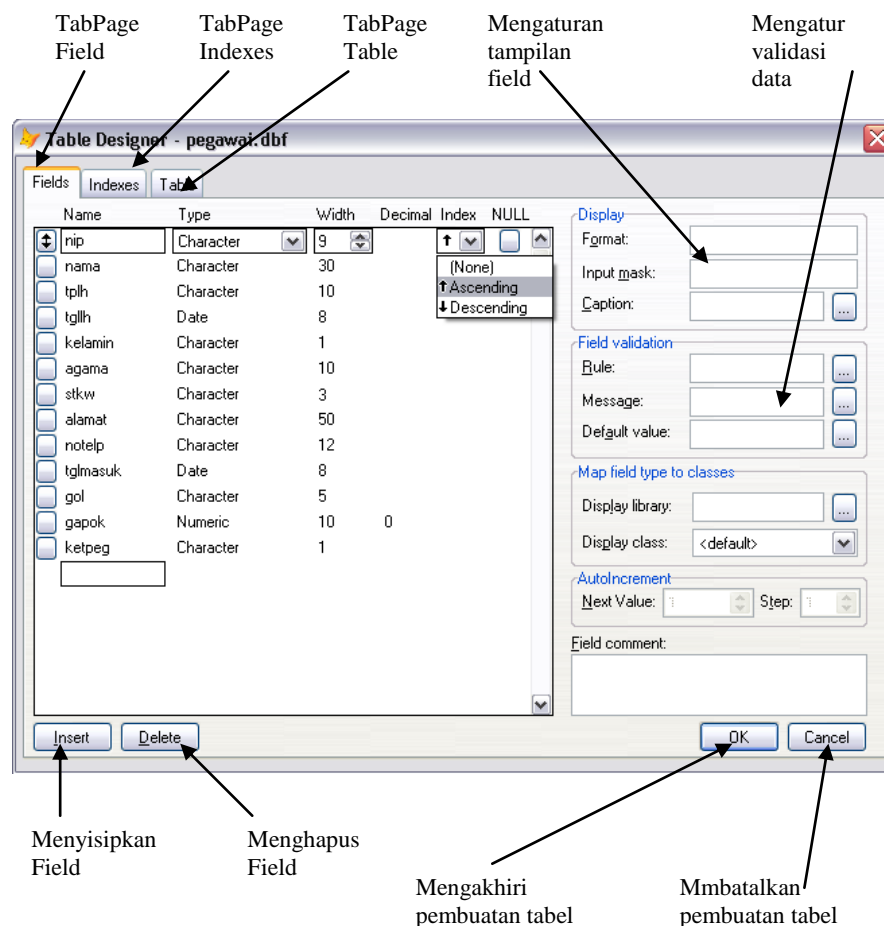 TabPage TabPage TabPage Mengaturan Mengatur
Field Indexes Table tampilan validasi
field data
Table Designer - pegawai.dbf
Fields Indexes Table
Name Type Width Decimal Index NULL
nip Character 9
nama Character 30
tplh Character 10
tgllh Date 8
kelamin Character 1
agama Character 10
stkw Character 3
alamat Character 50
notelp Character 12
tglmasuk Date 8
gol Character 5
gapok Numeric 10 0
ketpeg Character 1
(None)
Ascending
Descending
Display
Format:
Input mask:
Caption: ...
Field validation
Rule: ...
Message: ...
Default value: ...
Map field type to classes
Display library: ...
Display class: <default>
AutoIncrement
Next Value: 1 Step: 1
Field comment:
Insert Delete OK Cancel
Menyisipkan Menghapus
Field Field
Mengakhiri Mmbatalkan
pembuatan tabel pembuatan tabel